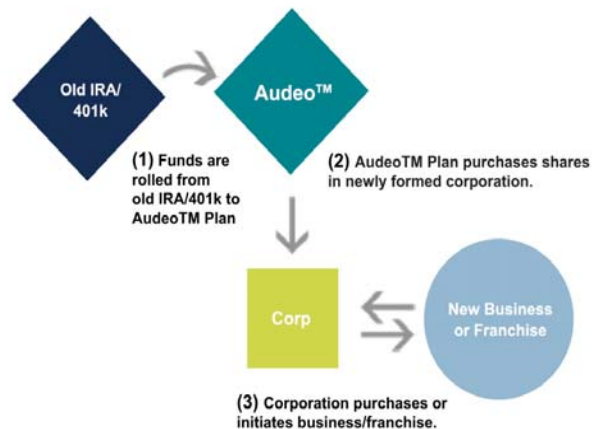 Old IRA/
401k
Audeo™
(1) Funds are
rolled from
old IRA/401k to
AudeoTM Plan
(2) AudeoTM Plan purchases shares
in newly formed corporation.
Corp
New Business
or Franchise
(3) Corporation purchases or
initiates business/franchise.